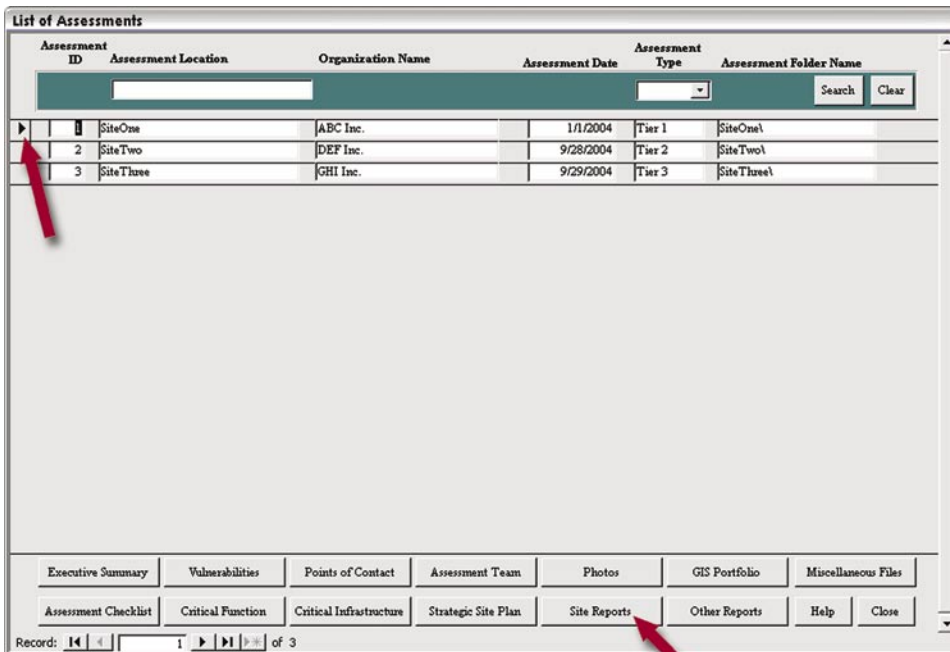 List of Assessments
Assessment ID Assessment Location Organization Name Assessment Date Assessment Type Assessment Folder Name
Search Clear
1 SiteOne ABC Inc. 1/1/2004 Tier 1 SiteOne\
2 SiteTwo DEF Inc. 9/28/2004 Tier 2 SiteTwo\
3 SiteThree GHI Inc. 9/29/2004 Tier 3 SiteThree\
Executive Summary Vulnerabilities Points of Contact Assessment Team Photos GIS Portfolio Miscellaneous Files
Assessment Checklist Critical Function Critical Infrastructure Strategic Site Plan Site Reports Other Reports Help Close
Record: 1 of 3